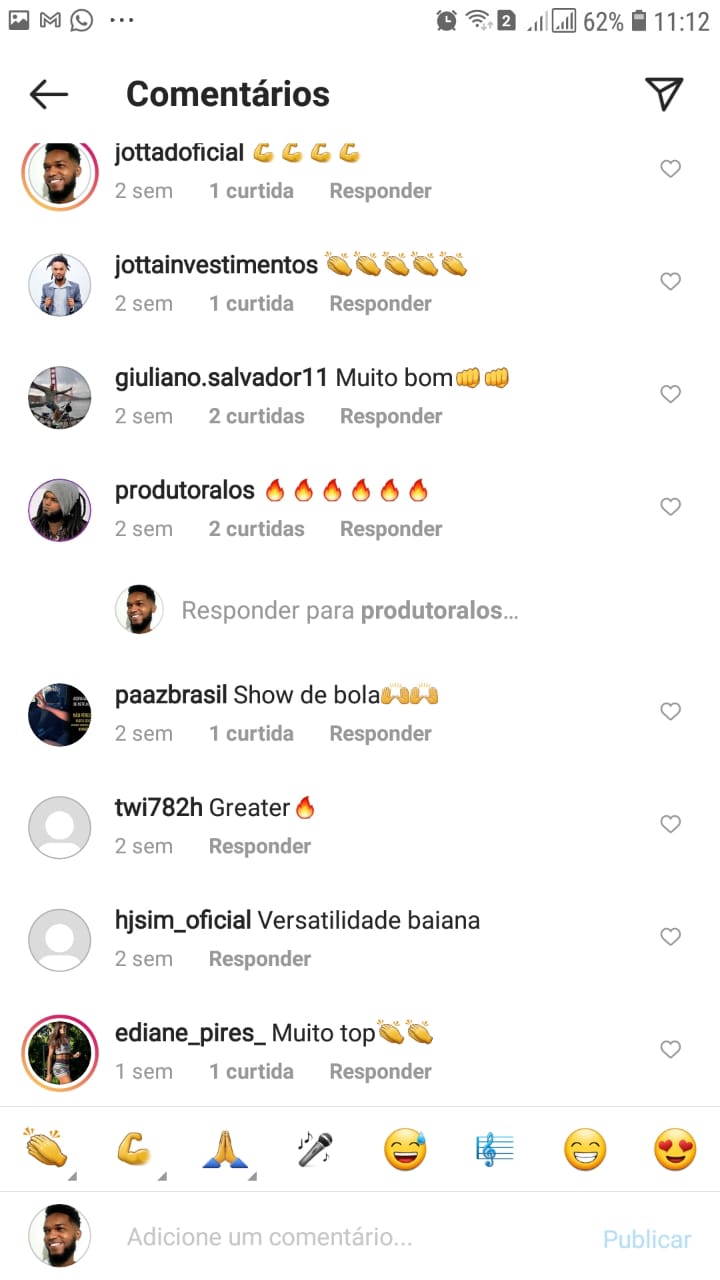 62% 11:12
Comentários
jottadoficial 💪💪💪💪
2 sem 1 curtida Responder
jottainvestimentos 👏👏👏👏👏
2 sem 1 curtida Responder
giuliano.salvador11 Muito bom👊👊
2 sem 2 curtidas Responder
produtoralos 🔥🔥🔥🔥🔥🔥
2 sem 2 curtidas Responder
Responder para produtoralos...
paazbrasil Show de bola🙌🙌
2 sem 1 curtida Responder
twi782h Greater🔥
2 sem Responder
hjsim_oficial Versatilidade baiana
2 sem Responder
ediane_pires_ Muito top👏👏
1 sem 1 curtida Responder
Adicione um comentário... Publicar